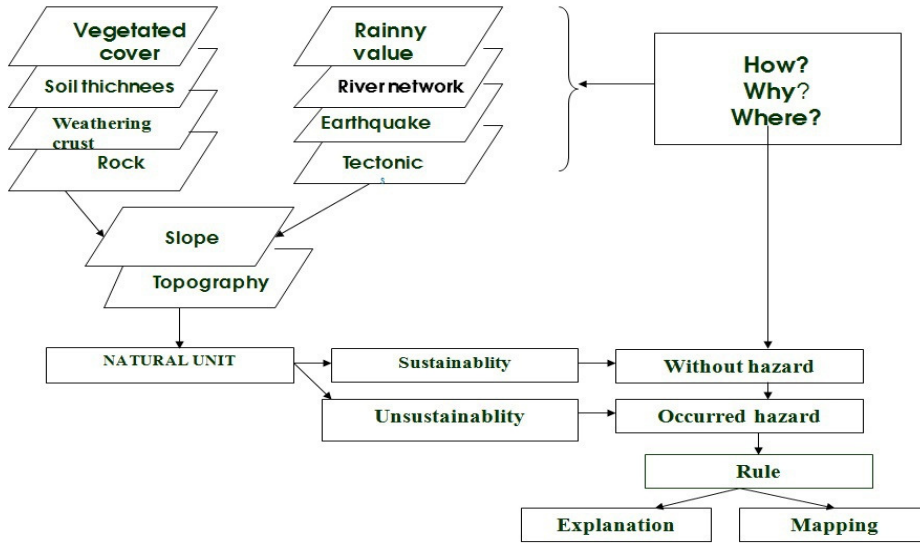 Vegetated
cover
Soil thichnees
Weathering
crust
Rock
Rainny
value
River network
Earthquake
Tectonic
s
How?
Why?
Where?
Slope
Topography
NATURAL UNIT
Sustainablity
Without hazard
Unsustainablity
Occurred hazard
Rule
Explanation
Mapping